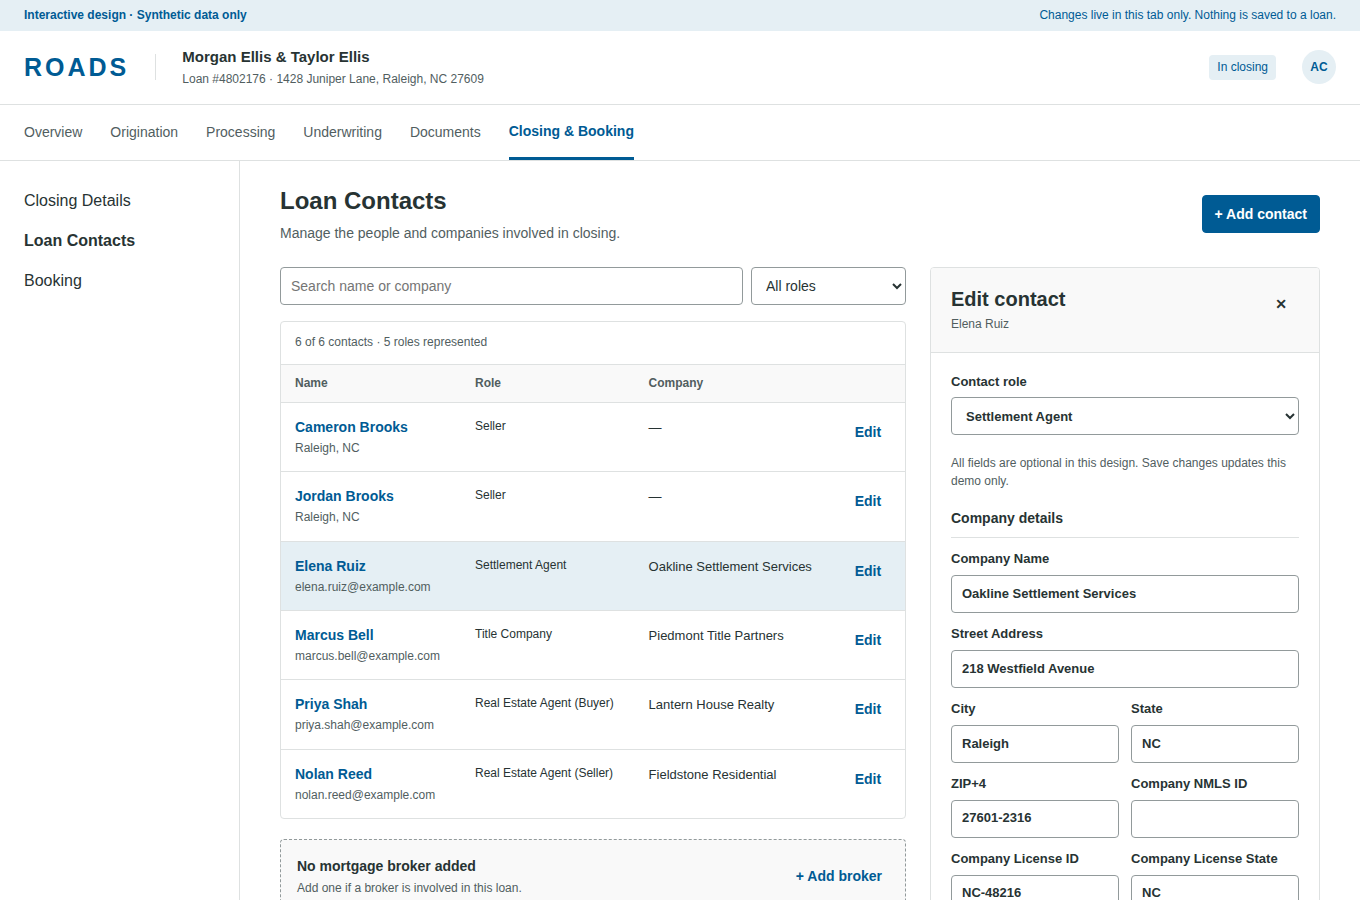 Interactive design · Synthetic data only
Changes live in this tab only. Nothing is saved to a loan.
ROADS
Morgan Ellis & Taylor Ellis
Loan #4802176 · 1428 Juniper Lane, Raleigh, NC 27609
In closing
AC
Overview
Origination
Processing
Underwriting
Documents
Closing & Booking
Closing Details
Loan Contacts
Booking
Loan Contacts
Manage the people and companies involved in closing.
+ Add contact
Search name or company
All roles
6 of 6 contacts · 5 roles represented
Name Role Company
Cameron Brooks Seller — Edit
Raleigh, NC
Jordan Brooks Seller — Edit
Raleigh, NC
Elena Ruiz Settlement Agent Oakline Settlement Services Edit
elena.ruiz@example.com
Marcus Bell Title Company Piedmont Title Partners Edit
marcus.bell@example.com
Priya Shah Real Estate Agent (Buyer) Lantern House Realty Edit
priya.shah@example.com
Nolan Reed Real Estate Agent (Seller) Fieldstone Residential Edit
nolan.reed@example.com
No mortgage broker added
Add one if a broker is involved in this loan.
+ Add broker
Edit contact
Elena Ruiz
×
Contact role
Settlement Agent
All fields are optional in this design. Save changes updates this
demo only.
Company details
Company Name
Oakline Settlement Services
Street Address
218 Westfield Avenue
City State
Raleigh NC
ZIP+4 Company NMLS ID
27601-2316
Company License ID Company License State
NC-48216 NC